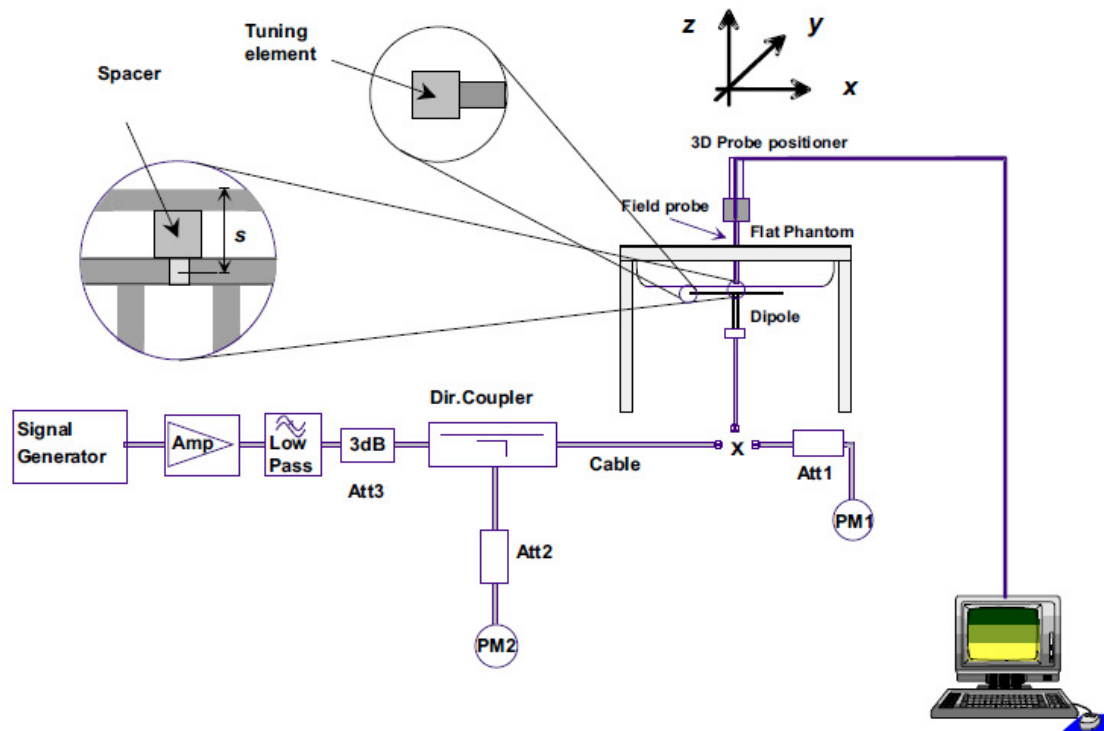 Tuning
element
Spacer
z
y
x
3D Probe positioner
Field probe
Flat Phantom
s
Dipole
Dir.Coupler
Signal
Generator
Amp
Low
Pass
3dB
Att3
Cable
X
Att1
PM1
Att2
PM2